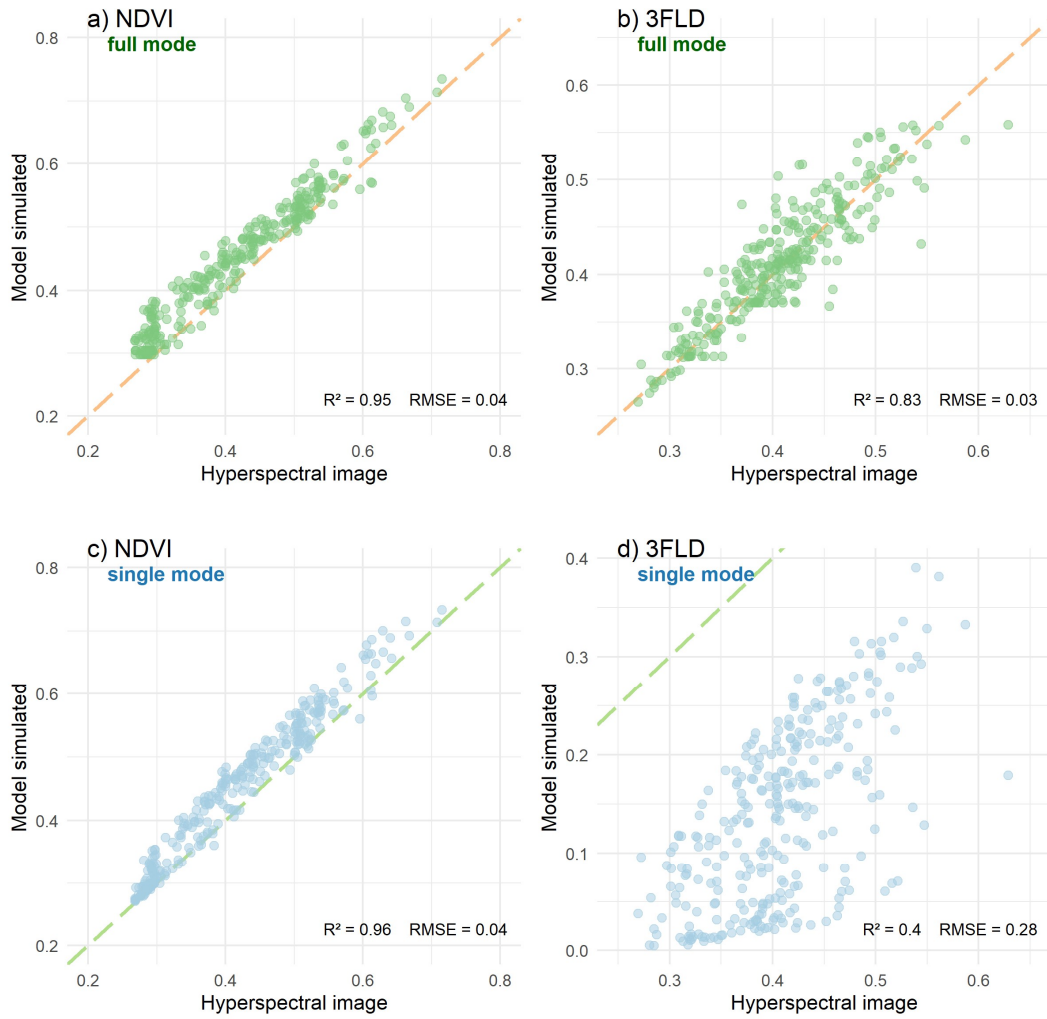 a) NDVI
full mode
0.8
0.6
0.4
0.2
Model simulated
R² = 0.95 RMSE = 0.04
0.2 0.4 0.6 0.8
Hyperspectral image
b) 3FLD
full mode
0.6
0.5
0.4
0.3
Model simulated
R² = 0.83 RMSE = 0.03
0.3 0.4 0.5 0.6
Hyperspectral image
c) NDVI
single mode
0.8
0.6
0.4
0.2
Model simulated
R² = 0.96 RMSE = 0.04
0.2 0.4 0.6 0.8
Hyperspectral image
d) 3FLD
single mode
0.4
0.3
0.2
0.1
0.0
Model simulated
R² = 0.4 RMSE = 0.28
0.3 0.4 0.5 0.6
Hyperspectral image